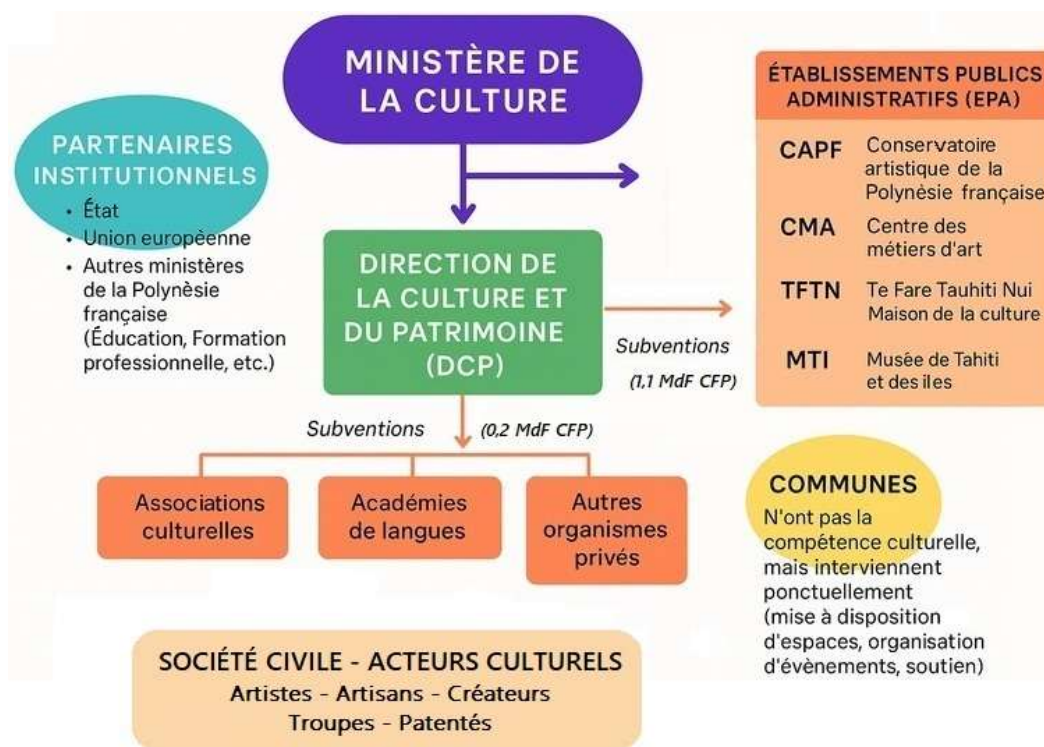 MINISTÈRE DE
LA CULTURE
PARTENAIRES
INSTITUTIONNELS
• État
• Union europèenne
• Autres ministères
de la Polynèsie
française
(Éducation, Formation
professionnelle, etc.)
DIRECTION DE
LA CULTURE ET
DU PATRIMOINE
(DCP)
Subventions
(1,1 MdF CFP)
ÉTABLISSEMENTS PUBLICS
ADMINISTRATIFS (EPA)
CAPF Conservatoire
artistique de la
Polynèsie française
CMA Centre des
métiers d'art
TFTN Te Fare Tauhiti Nui
Maison de la culture
MTI Musée de Tahiti
et des iles
Subventions (0,2 MdF CFP)
Associations
culturelles
Académies
de langues
Autres
organismes
privés
COMMUNES
N'ont pas la
compétence culturelle,
mais interviennent
ponctuellement
(mise à disposition
d'espaces, organisation
d'évènements, soutien)
SOCIÉTÉ CIVILE - ACTEURS CULTURELS
Artistes - Artisans - Créateurs
Troupes - Patentés